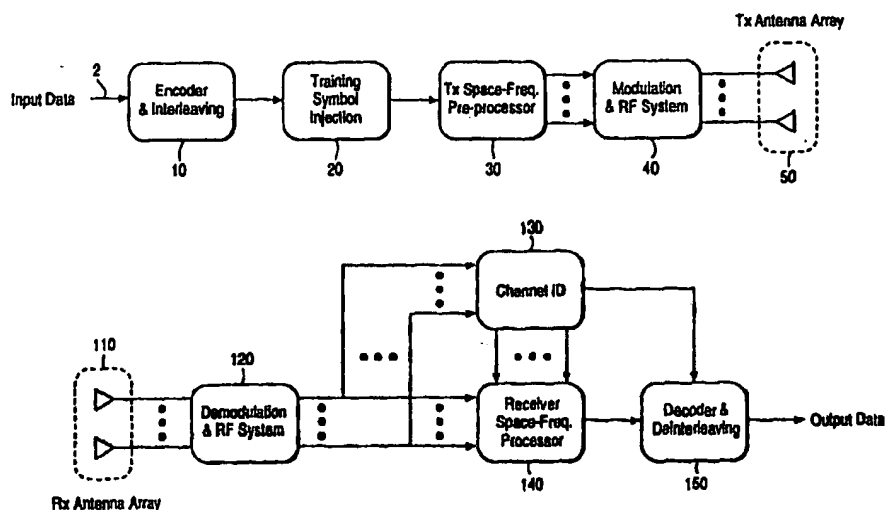 Tx Antenna Array
2
Input Data
Encoder
& Interleaving
Training
Symbol
Injection
Tx Space-Freq.
Pre-processor
Modulation
& RF System
10
20
30
40
50
130
Channel ID
110
120
Demodulation
& RF System
Receiver
Space-Freq.
Processor
Decoder &
Deinterleaving
Output Data
140
150
Rx Antenna Array